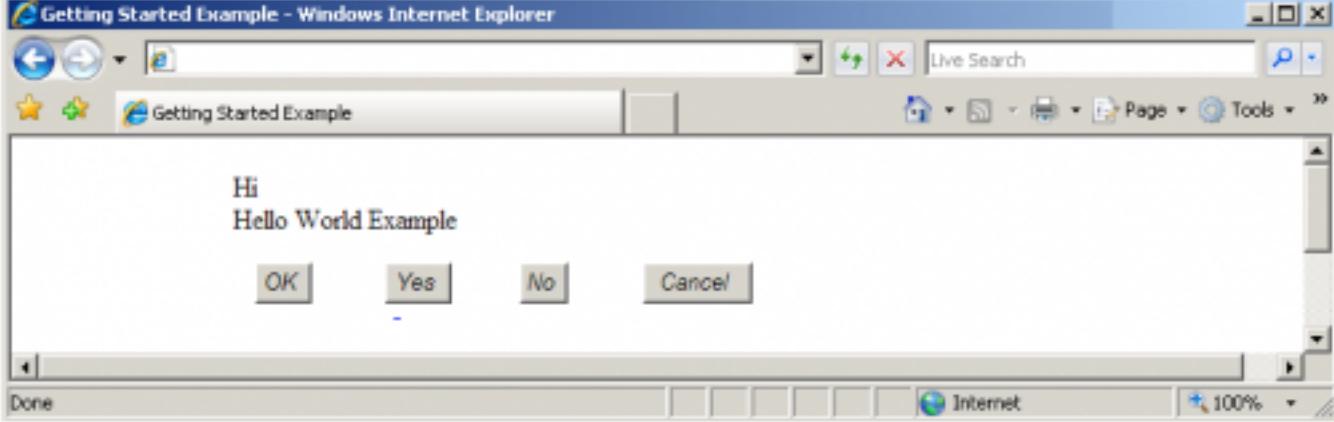 Getting Started Example - Windows Internet Explorer
Live Search
Getting Started Example
Page Tools »
Hi
Hello World Example
OK Yes No Cancel
-
Done Internet 100%